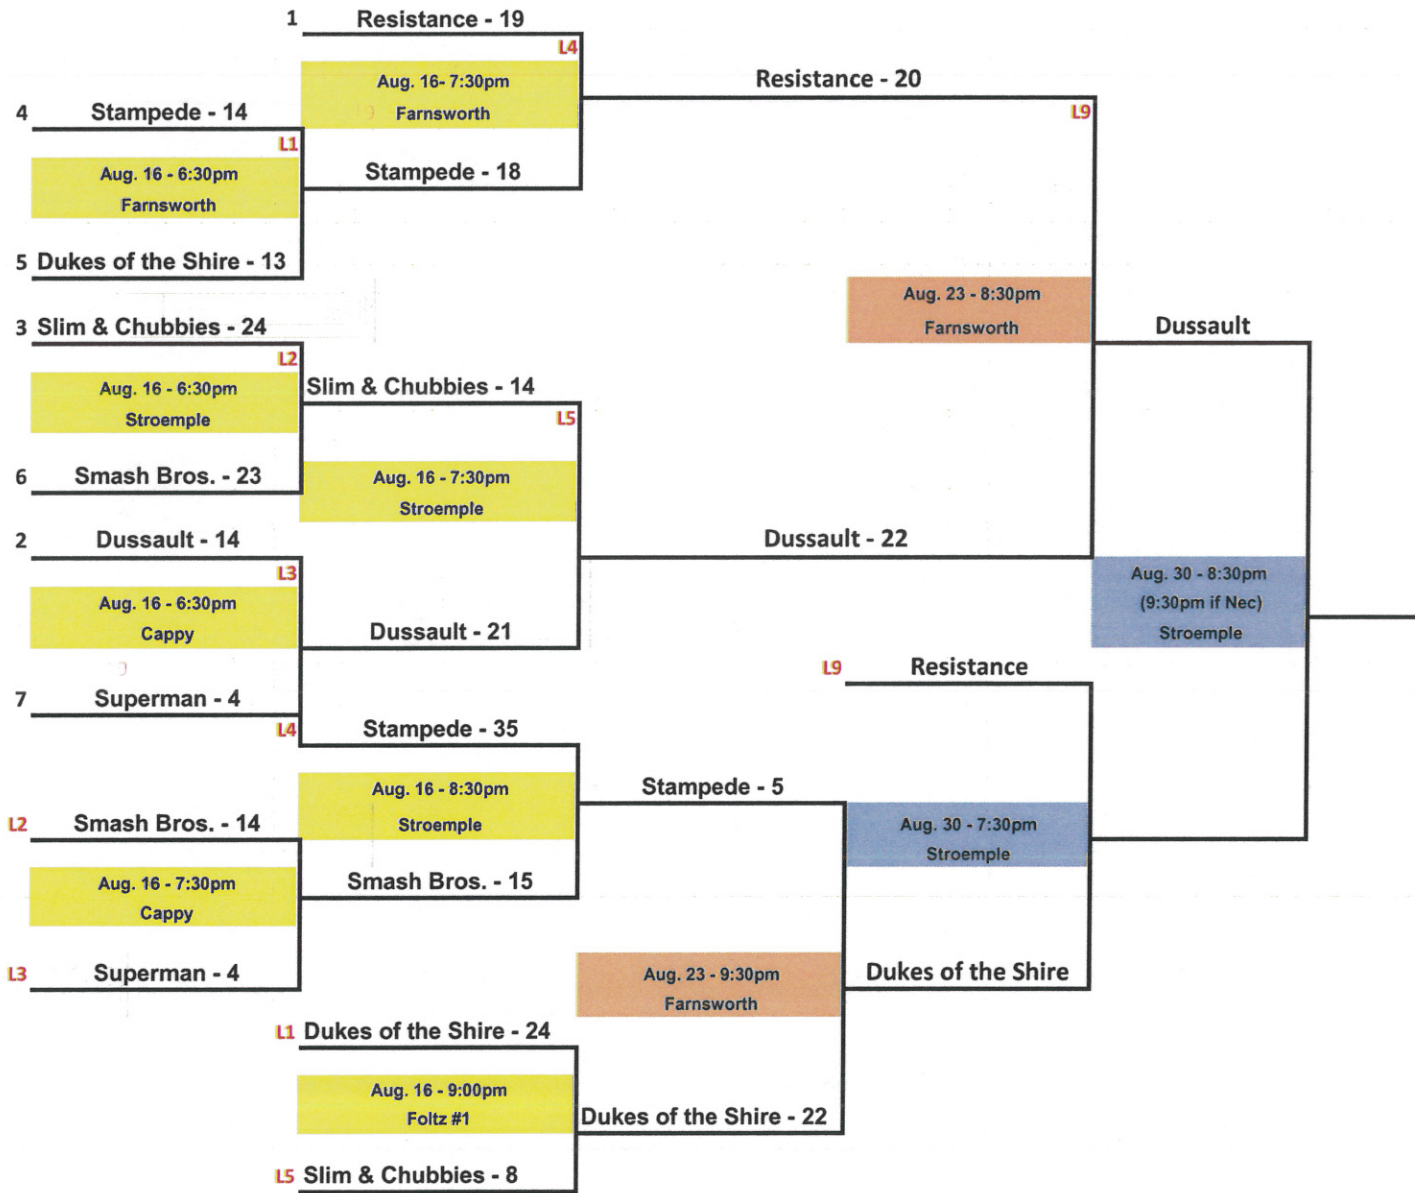 1 Resistance - 19
L4
Aug. 16- 7:30pm
Farnsworth
Resistance - 20
L9
4 Stampede - 14
L1
Aug. 16 - 6:30pm
Farnsworth
Stampede - 18
5 Dukes of the Shire - 13
Aug. 23 - 8:30pm
Farnsworth
3 Slim & Chubbies - 24
L2
Aug. 16 - 6:30pm
Stroemple
Dussault
Slim & Chubbies - 14
L5
6 Smash Bros. - 23
Aug. 16 - 7:30pm
Stroemple
2 Dussault - 14
L3
Aug. 16 - 6:30pm
Cappy
Dussault - 22
Aug. 30 - 8:30pm
(9:30pm if Nec)
Stroemple
Dussault - 21
L9 Resistance
7 Superman - 4
L4
Stampede - 35
Aug. 16 - 8:30pm
Stroemple
Stampede - 5
L2 Smash Bros. - 14
Aug. 30 - 7:30pm
Stroemple
Aug. 16 - 7:30pm
Cappy
Smash Bros. - 15
L3 Superman - 4
Aug. 23 - 9:30pm
Farnsworth
Dukes of the Shire
L1 Dukes of the Shire - 24
Aug. 16 - 9:00pm
Foltz #1
Dukes of the Shire - 22
L5 Slim & Chubbies - 8